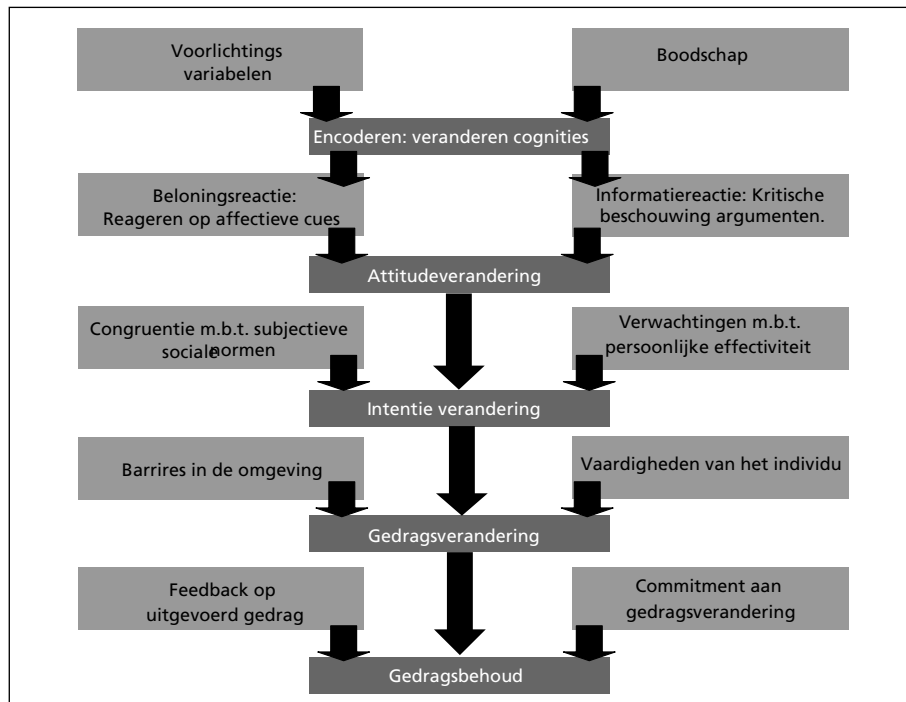 Voorlichtings
variabelen
Boodschap
Encoderen: veranderen cognities
Beloningsreactie:
Reageren op affectieve cues
Informatiereactie: Kritische
beschouwing argumenten.
Attitudeverandering
Congruentie m.b.t. subjectieve
sociale normen
Verwachtingen m.b.t.
persoonlijke effectiviteit
Intentie verandering
Barrires in de omgeving
Vaardigheden van het individu
Gedragsverandering
Feedback op
uitgevoerd gedrag
Commitment aan
gedragsverandering
Gedragsbehoud